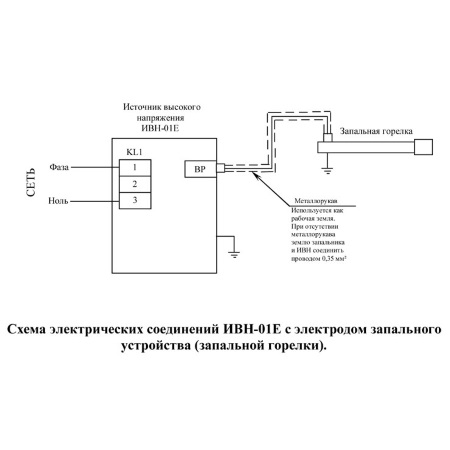 Источник высокого
напряжения
ИВН-01Е
KL1
СЕТЬ
Фаза
1
2
Ноль
3
ВР
Запальная горелка
Металлорукав
Используется как
рабочая земля.
При отсутствии
металлорукава
землю запальника
и ИВН соединить
проводом 0,35 мм²
Схема электрических соединений ИВН-01Е с электродом запального
устройства (запальной горелки).